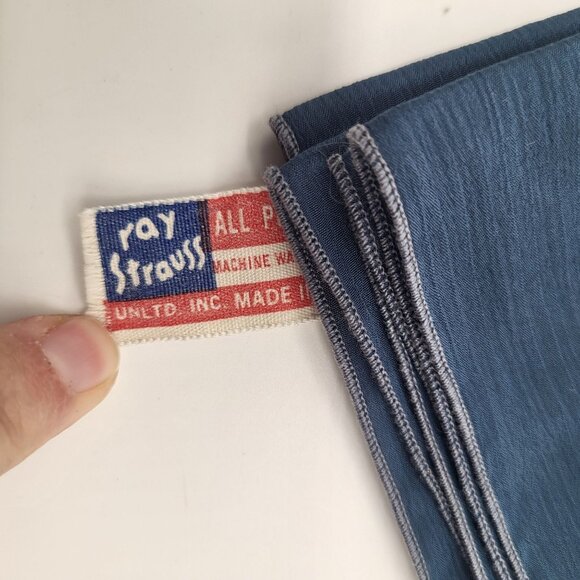 ray
Strauss
ALL P
MACHINE WA
UNLTD. INC. MADE I